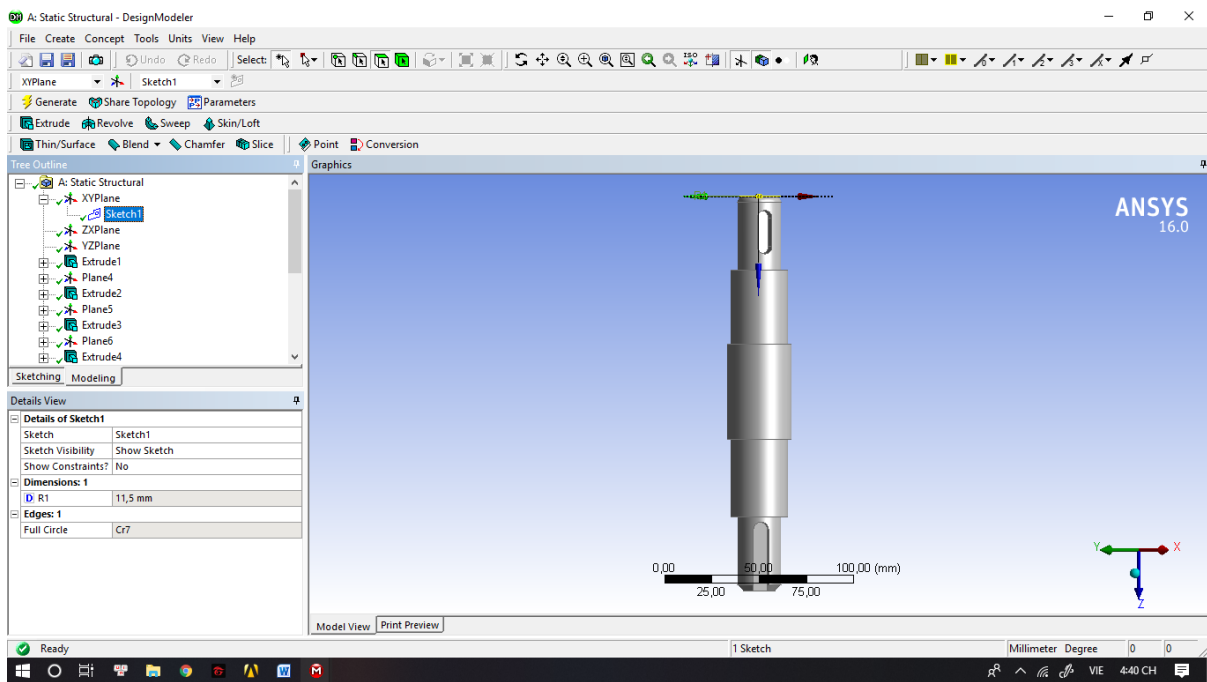 A: Static Structural - DesignModeler
File Create Concept Tools Units View Help
Undo Redo Select:
XYPlane Sketch1
Generate Share Topology Parameters
Extrude Revolve Sweep Skin/Loft
Thin/Surface Blend Chamfer Slice Point Conversion
Tree Outline
A: Static Structural
XYPlane
Sketch1
ZXPlane
YZPlane
Extrude1
Plane4
Extrude2
Plane5
Extrude3
Plane6
Extrude4
Sketching Modeling
Details View
Details of Sketch1
Sketch Sketch1
Sketch Visibility Show Sketch
Show Constraints? No
Dimensions: 1
D R1 11,5 mm
Edges: 1
Full Circle Cr7
Graphics
ANSYS
16.0
0,00 50,00 100,00 (mm)
25,00 75,00
Y X
Z
Model View Print Preview
Ready 1 Sketch Millimeter Degree 0 0
VIE 4:40 CH